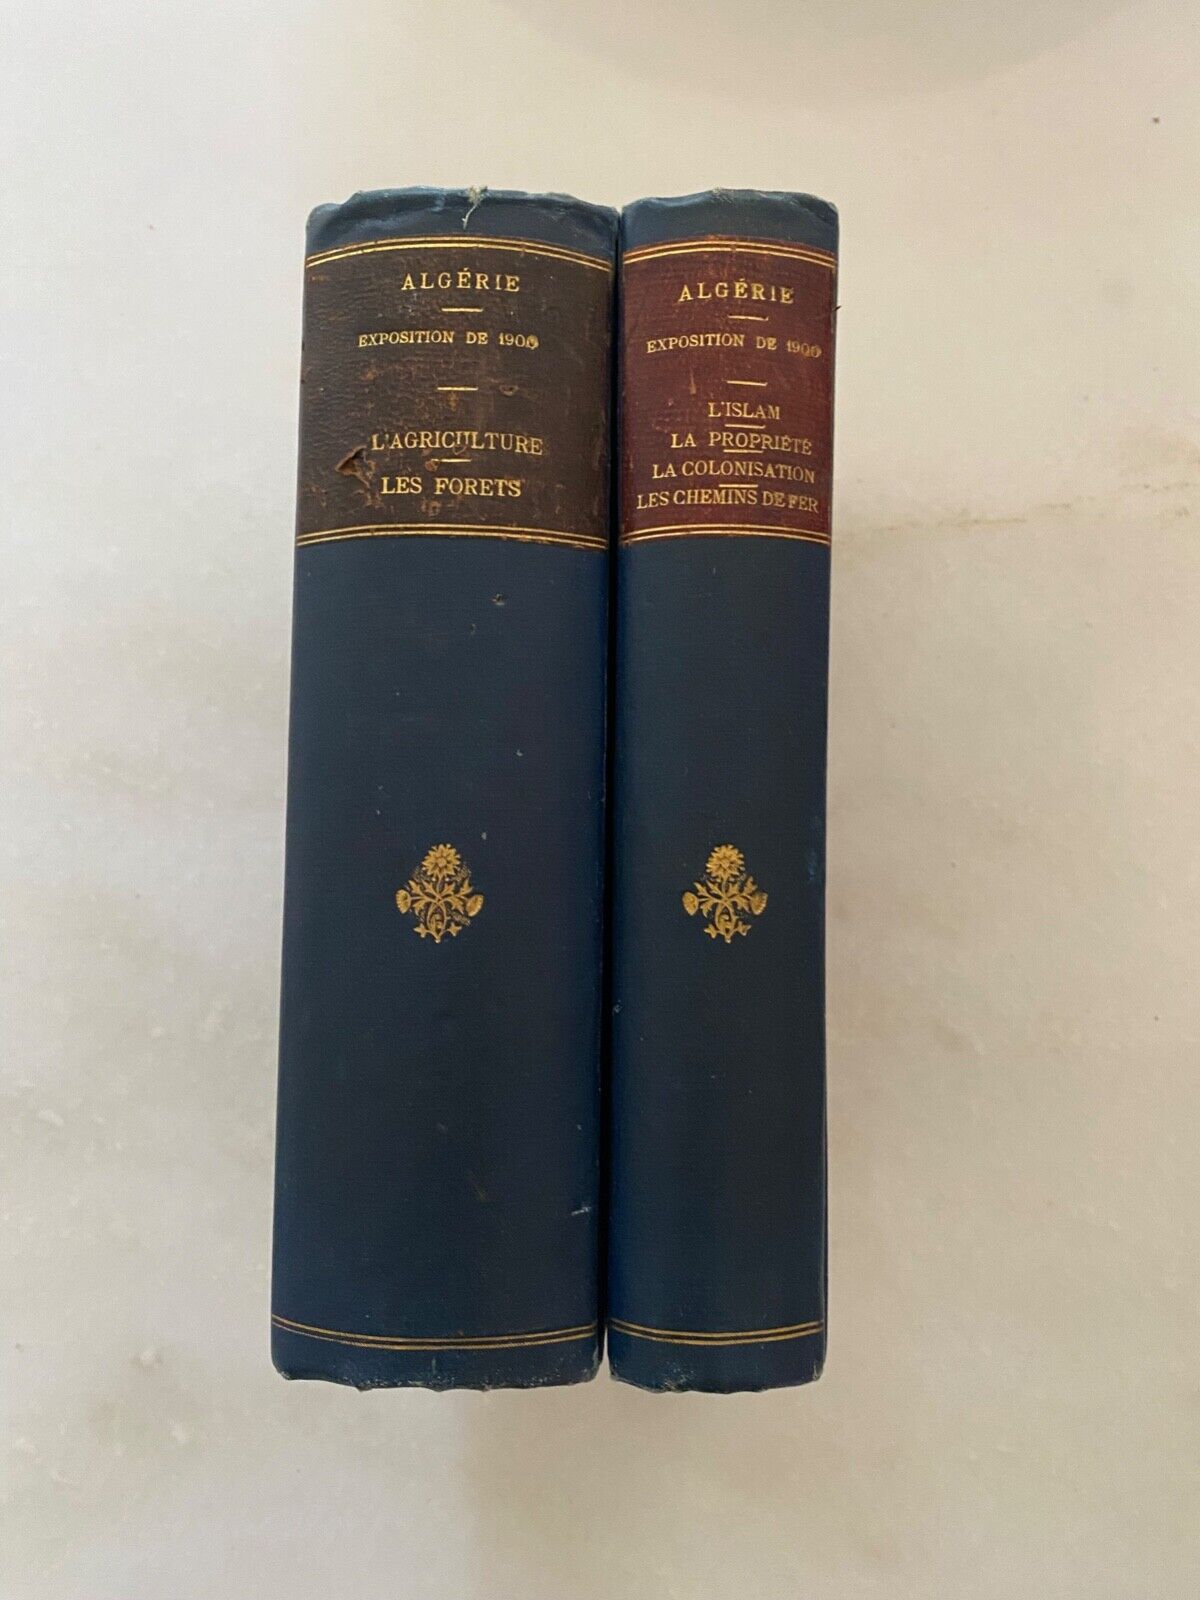 ALGÉRIE
EXPOSITION DE 1900
L'AGRICULTURE
LES FORETS
ALGÉRIE
EXPOSITION DE 1900
L'ISLAM
LA PROPRIÉTÉ
LA COLONISATION
LES CHEMINS DE FER